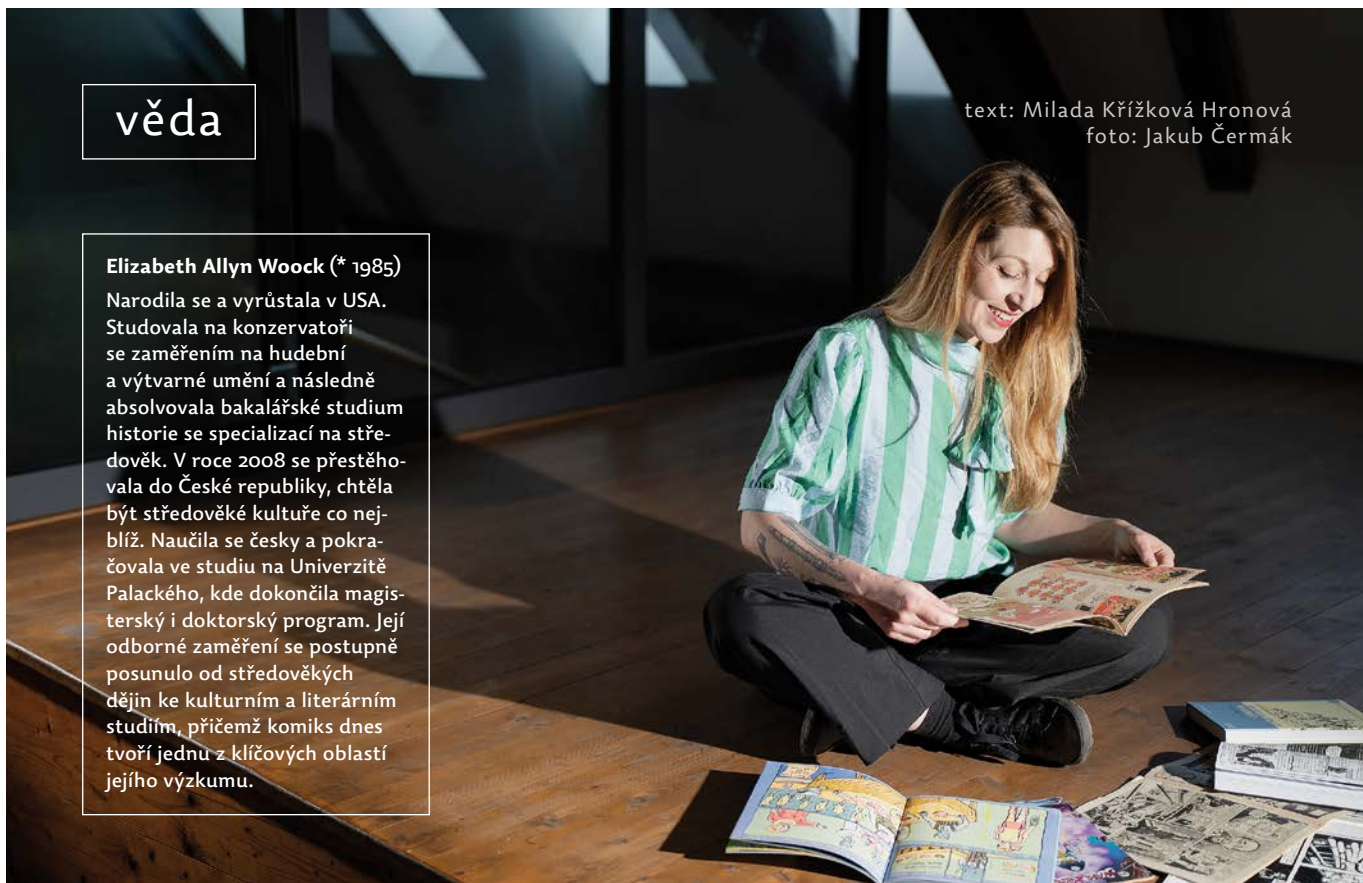 věda
text: Milada Křížková Hronová
foto: Jakub Čermák
Elizabeth Allyn Woock (* 1985)
Narodila se a vyrůstala v USA.
Studovala na konzervatoři
se zaměřením na hudební
a výtvarné umění a následně
absolvovala bakalářské studium
historie se specializací na stře-
dověk. V roce 2008 se přestěho-
vala do České republiky, chtěla
být středověké kultuře co nej-
blíž. Naučila se česky a pokra-
čovala ve studiu na Univerzitě
Palackého, kde dokončila magis-
terský i doktorský program. Její
odborné zaměření se postupně
posunulo od středověkých
dějin ke kulturním a literárním
studiím, přičemž komiks dnes
tvoří jednu z klíčových oblastí
jejího výzkumu.